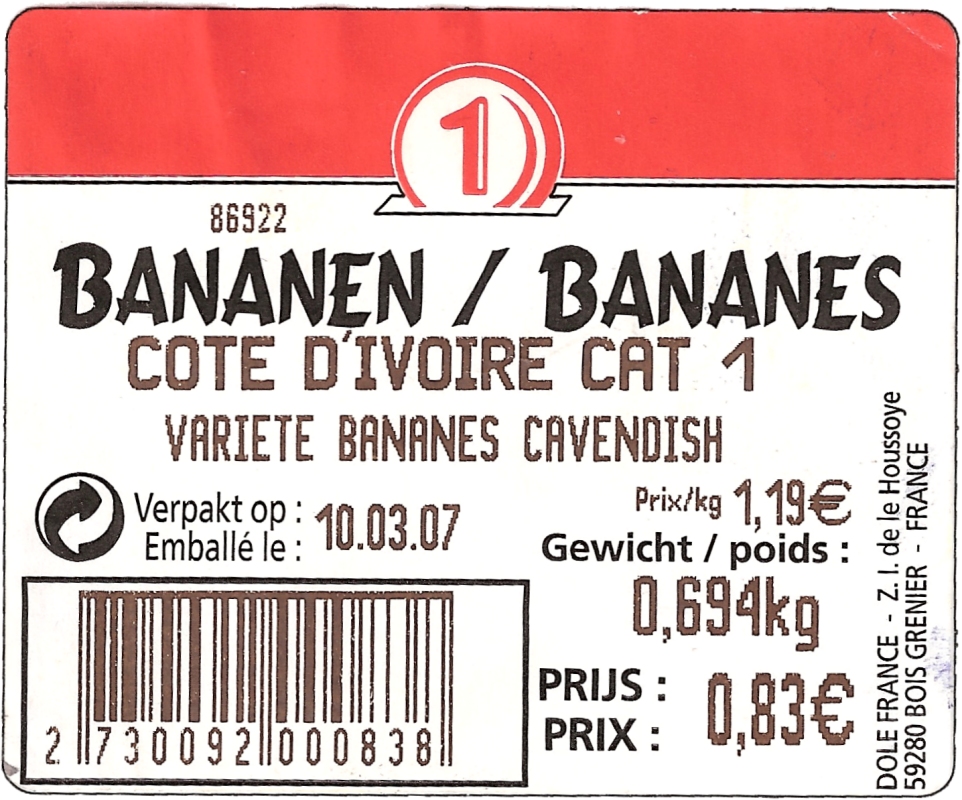 1
86922
BANANEN / BANANES
COTE D'IVOIRE CAT 1
VARIETE BANANES CAVENDISH
Verpakt op :
Emballé le :
10.03.07
Prix/kg 1,19€
Gewicht / poids :
0,694kg
PRIJS :
PRIX :
0,83€
2 730092 000838
DOLE FRANCE - Z.I. de le Houssoye
59280 BOIS GRENIER - FRANCE